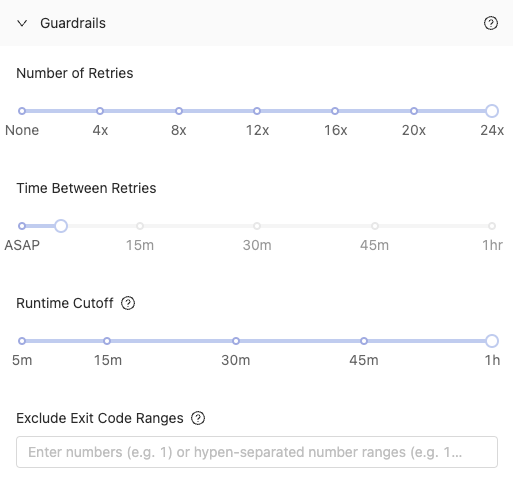 Guardrails
Number of Retries
None 4x 8x 12x 16x 20x 24x
Time Between Retries
ASAP 15m 30m 45m 1hr
Runtime Cutoff
5m 15m 30m 45m 1h
Exclude Exit Code Ranges
Enter numbers (e.g. 1) or hypen-separated number ranges (e.g. 1...